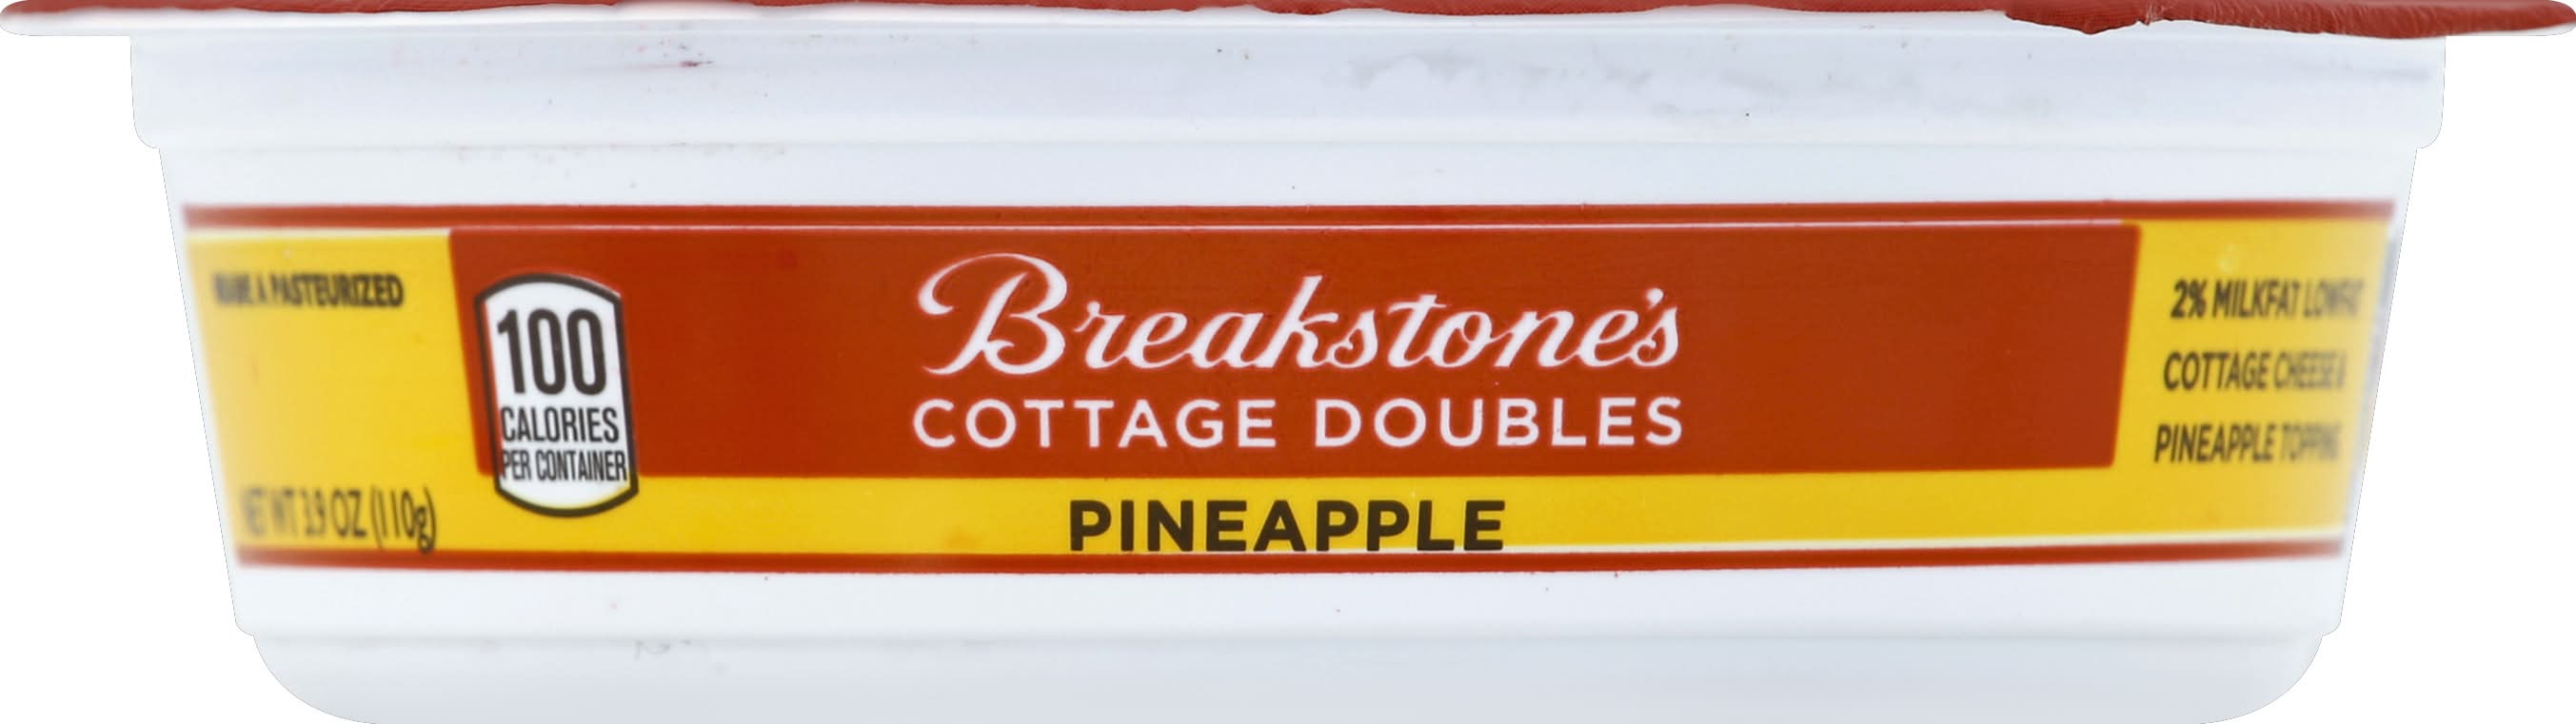 GRADE A PASTEURIZED
NET WT 3.9 OZ (110g)
100
CALORIES
PER CONTAINER
Breakstone's
COTTAGE DOUBLES
PINEAPPLE
2% MILKFAT LOWFAT
COTTAGE CHEESE &
PINEAPPLE TOPPING